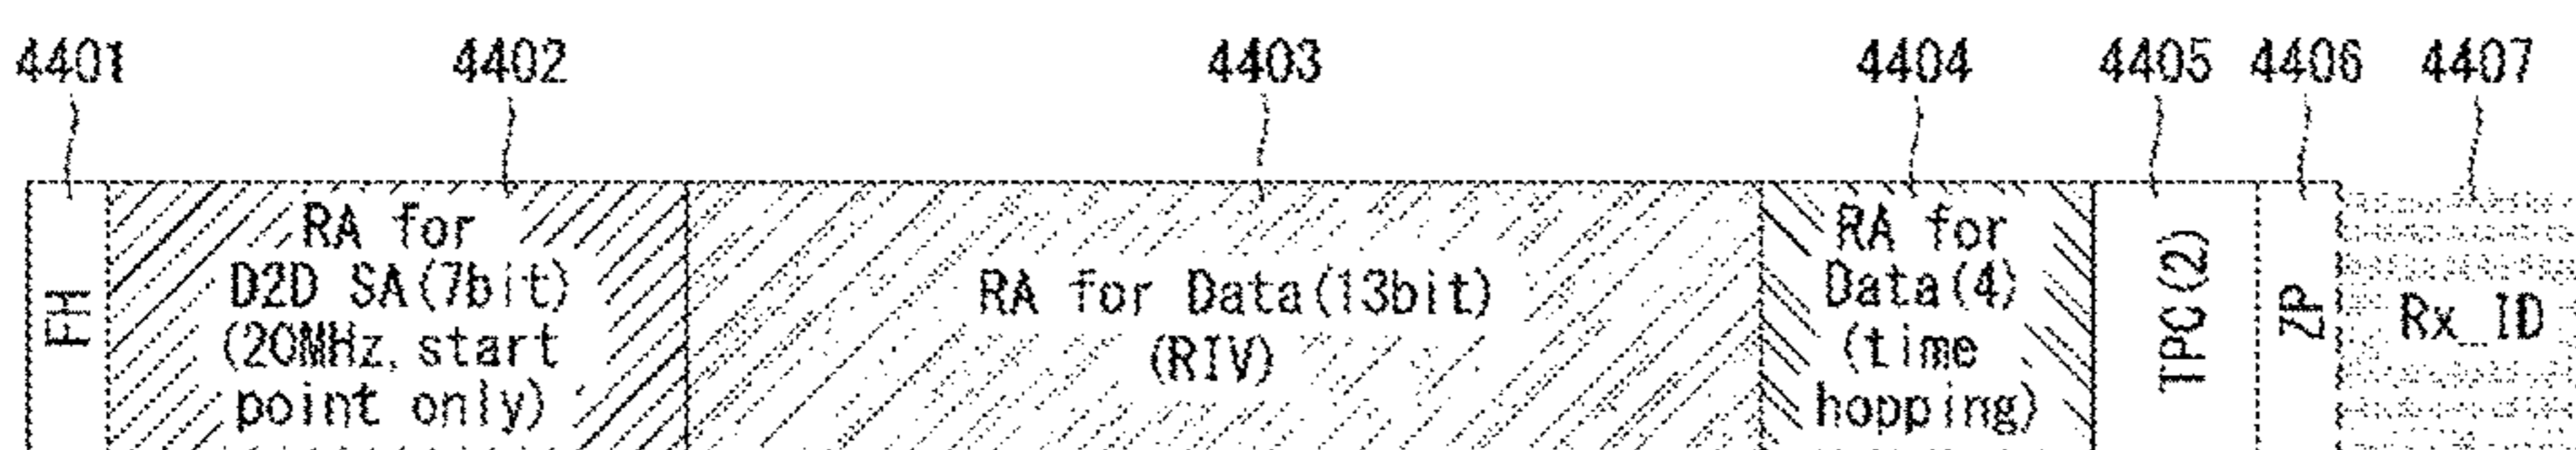 4401 4402 4403 4404 4405 4406 4407
FH
RA for
D2D SA(7bit)
(20MHz, start
point only)
RA for Data(13bit)
(RIV)
RA for
Data(4)
(time
hopping)
TPC(2)
ZP
Rx_ID